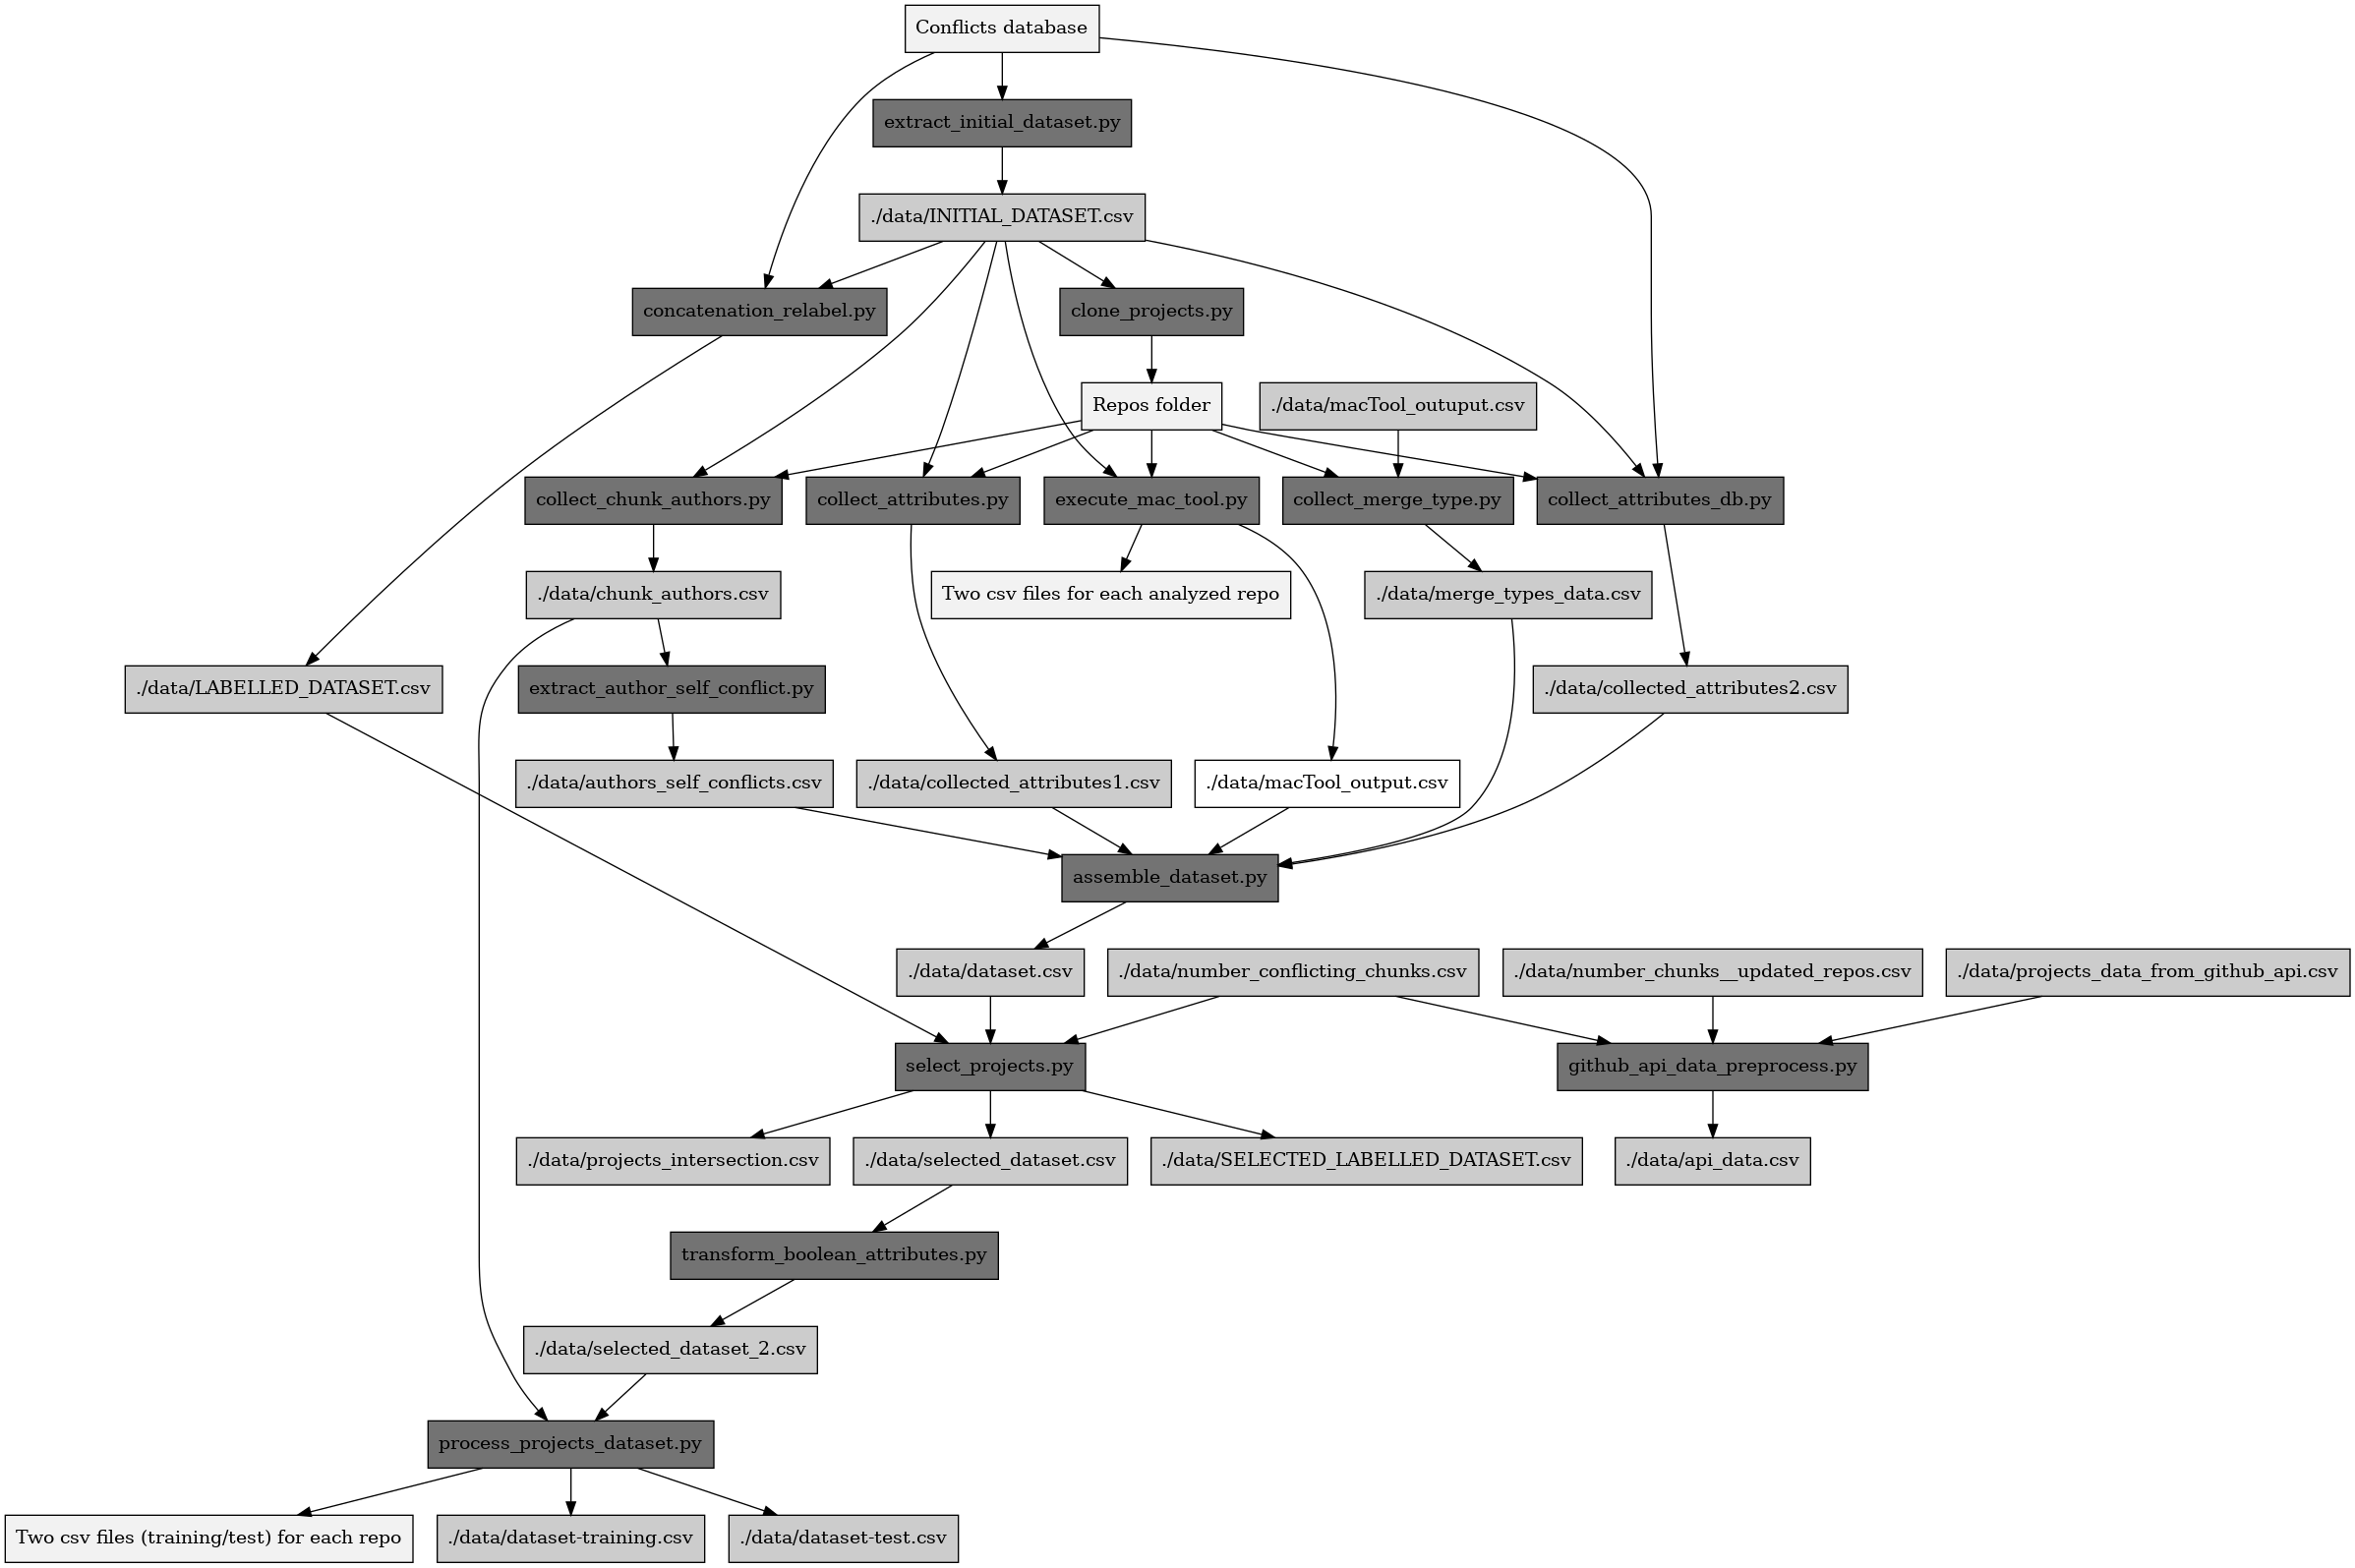 Conflicts database
extract_initial_dataset.py
./data/INITIAL_DATASET.csv
concatenation_relabel.py
clone_projects.py
Repos folder
./data/macTool_outuput.csv
collect_chunk_authors.py
collect_attributes.py
execute_mac_tool.py
collect_merge_type.py
collect_attributes_db.py
./data/chunk_authors.csv
Two csv files for each analyzed repo
./data/merge_types_data.csv
./data/LABELLED_DATASET.csv
extract_author_self_conflict.py
./data/collected_attributes2.csv
./data/authors_self_conflicts.csv
./data/collected_attributes1.csv
./data/macTool_output.csv
assemble_dataset.py
./data/dataset.csv
./data/number_conflicting_chunks.csv
./data/number_chunks__updated_repos.csv
./data/projects_data_from_github_api.csv
select_projects.py
github_api_data_preprocess.py
./data/projects_intersection.csv
./data/selected_dataset.csv
./data/SELECTED_LABELLED_DATASET.csv
./data/api_data.csv
transform_boolean_attributes.py
./data/selected_dataset_2.csv
process_projects_dataset.py
Two csv files (training/test) for each repo
./data/dataset-training.csv
./data/dataset-test.csv